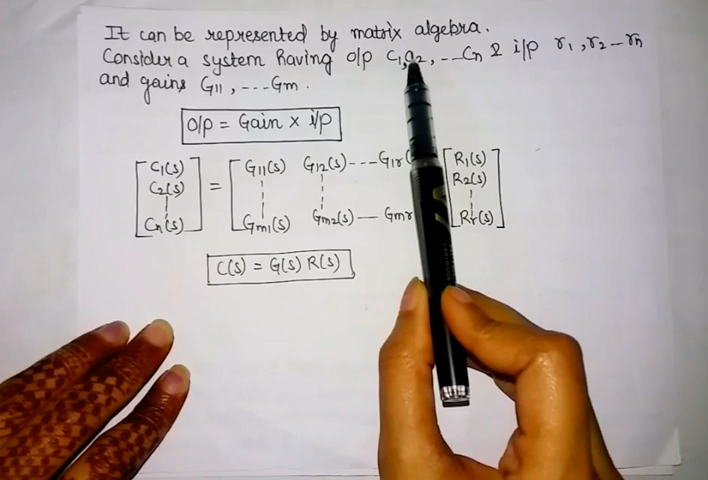 It can be represented by matrix algebra.
Consider a system having o/p C1,C2, ---Cn & i/p r1,r2--rn
and gains G11, ---Gm.
O/P = Gain × i/p
[C1(s) C2(s) ¦ Cn(s)] = [G11(s) G12(s)---G1r( ¦ ¦ Gm1(s) Gm2(s)—Gmr] [R1(s) R2(s) ¦ Rr(s)]
C(s) = G(s) R(s)